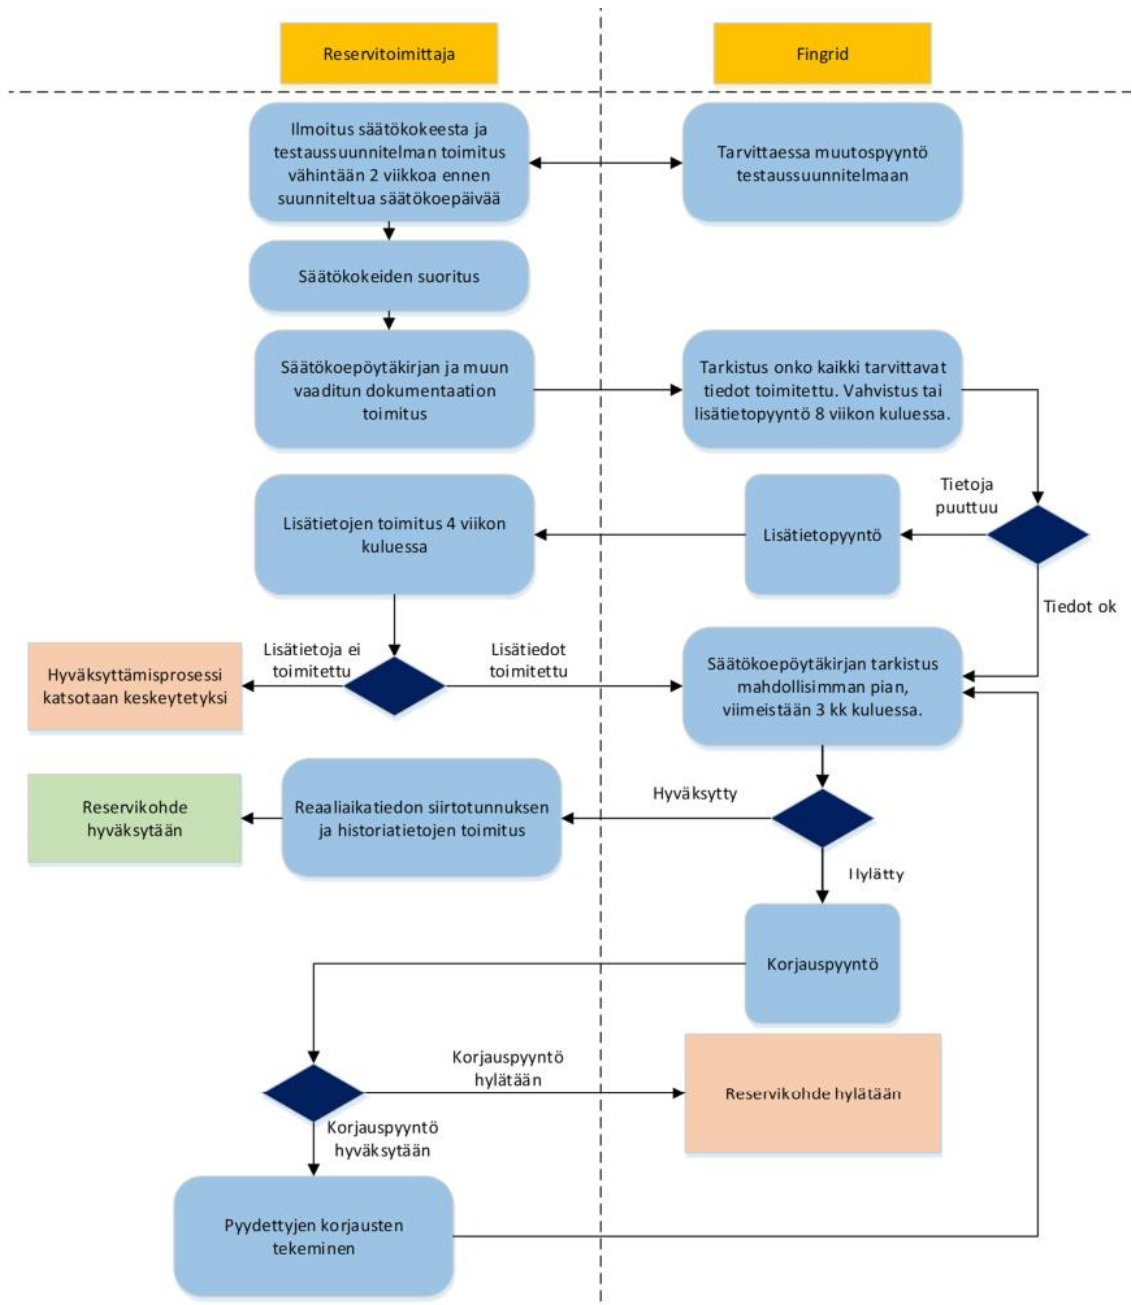 Reservitoimittaja
Fingrid
Ilmoitus säätökokeesta ja
testaussuunnitelman toimitus
vähintään 2 viikkoa ennen
suunniteltua säätökoepäivää
Tarvittaessa muutospyyntö
testaussuunnitelmaan
Säätökokeiden suoritus
Säätökoepöytäkirjan ja muun
vaaditun dokumentaation
toimitus
Tarkistus onko kaikki tarvittavat
tiedot toimitettu. Vahvistus tai
lisätietopyyntö 8 viikon kuluessa.
Tietoja
puuttuu
Lisätietojen toimitus 4 viikon
kuluessa
Lisätietopyyntö
Tiedot ok
Lisätietoja ei
toimitettu
Lisätiedot
toimitettu
Hyväksyttämisprosessi
katsotaan keskeytetyksi
Säätökoepöytäkirjan tarkistus
mahdollisimman pian,
viimeistään 3 kk kuluessa.
Hyväksytty
Reservikohde
hyväksytään
Reaaliaikatiedon siirtotunnuksen
ja historiatietojen toimitus
Hylätty
Korjauspyyntö
Korjauspyyntö
hylätään
Reservikohde hylätään
Korjauspyyntö
hyväksytään
Pyydettyjen korjausten
tekeminen